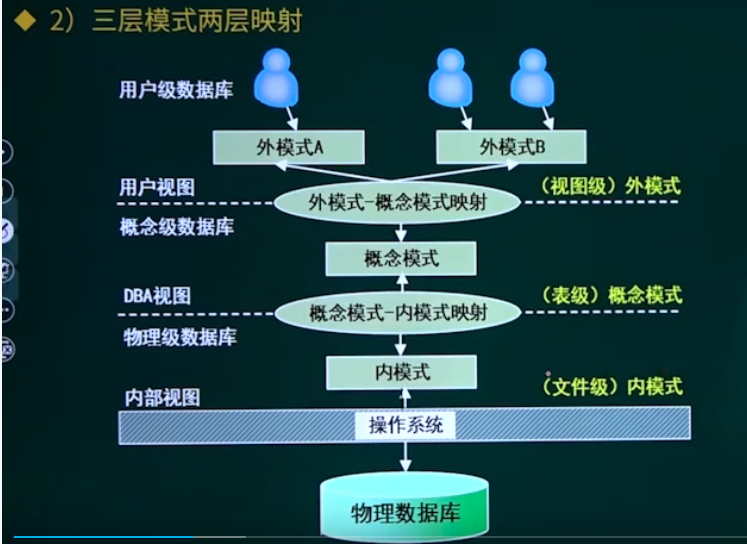 ◆ 2）三层模式两层映射
用户级数据库
外模式A
外模式B
用户视图
外模式-概念模式映射
（视图级）外模式
概念级数据库
概念模式
DBA视图
概念模式-内模式映射
（表级）概念模式
物理级数据库
内模式
内部视图
（文件级）内模式
操作系统
物理数据库